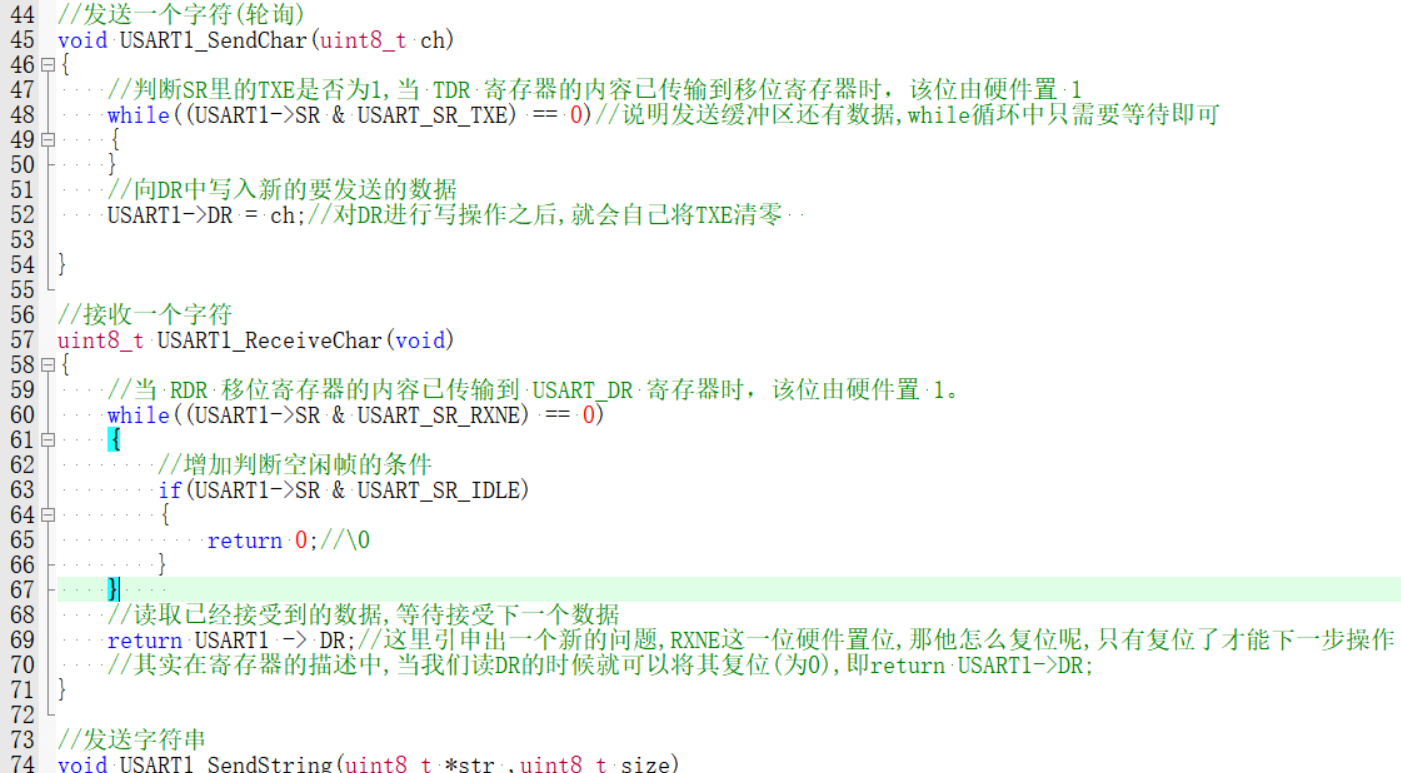 44 //发送一个字符(轮询)
45 void USART1_SendChar(uint8_t ch)
46 {
47 //判断SR里的TXE是否为1,当 TDR 寄存器的内容已传输到移位寄存器时，该位由硬件置 1
48 while((USART1->SR & USART_SR_TXE) == 0)//说明发送缓冲区还有数据,while循环中只需要等待即可
49 {
50 }
51 //向DR中写入新的要发送的数据
52 USART1->DR = ch;//对DR进行写操作之后,就会自己将TXE清零
53
54 }
55
56 //接收一个字符
57 uint8_t USART1_ReceiveChar(void)
58 {
59 //当 RDR 移位寄存器的内容已传输到 USART_DR 寄存器时，该位由硬件置 1。
60 while((USART1->SR & USART_SR_RXNE) == 0)
61 {
62 //增加判断空闲帧的条件
63 if(USART1->SR & USART_SR_IDLE)
64 {
65 return 0;//\0
66 }
67 }
68 //读取已经接受到的数据,等待接受下一个数据
69 return USART1 -> DR;//这里引申出一个新的问题,RXNE这一位硬件置位,那他怎么复位呢,只有复位了才能下一步操作
70 //其实在寄存器的描述中,当我们读DR的时候就可以将其复位(为0),即return USART1->DR;
71 }
72
73 //发送字符串
74 void USART1_SendString(uint8_t *str ,uint8_t size)